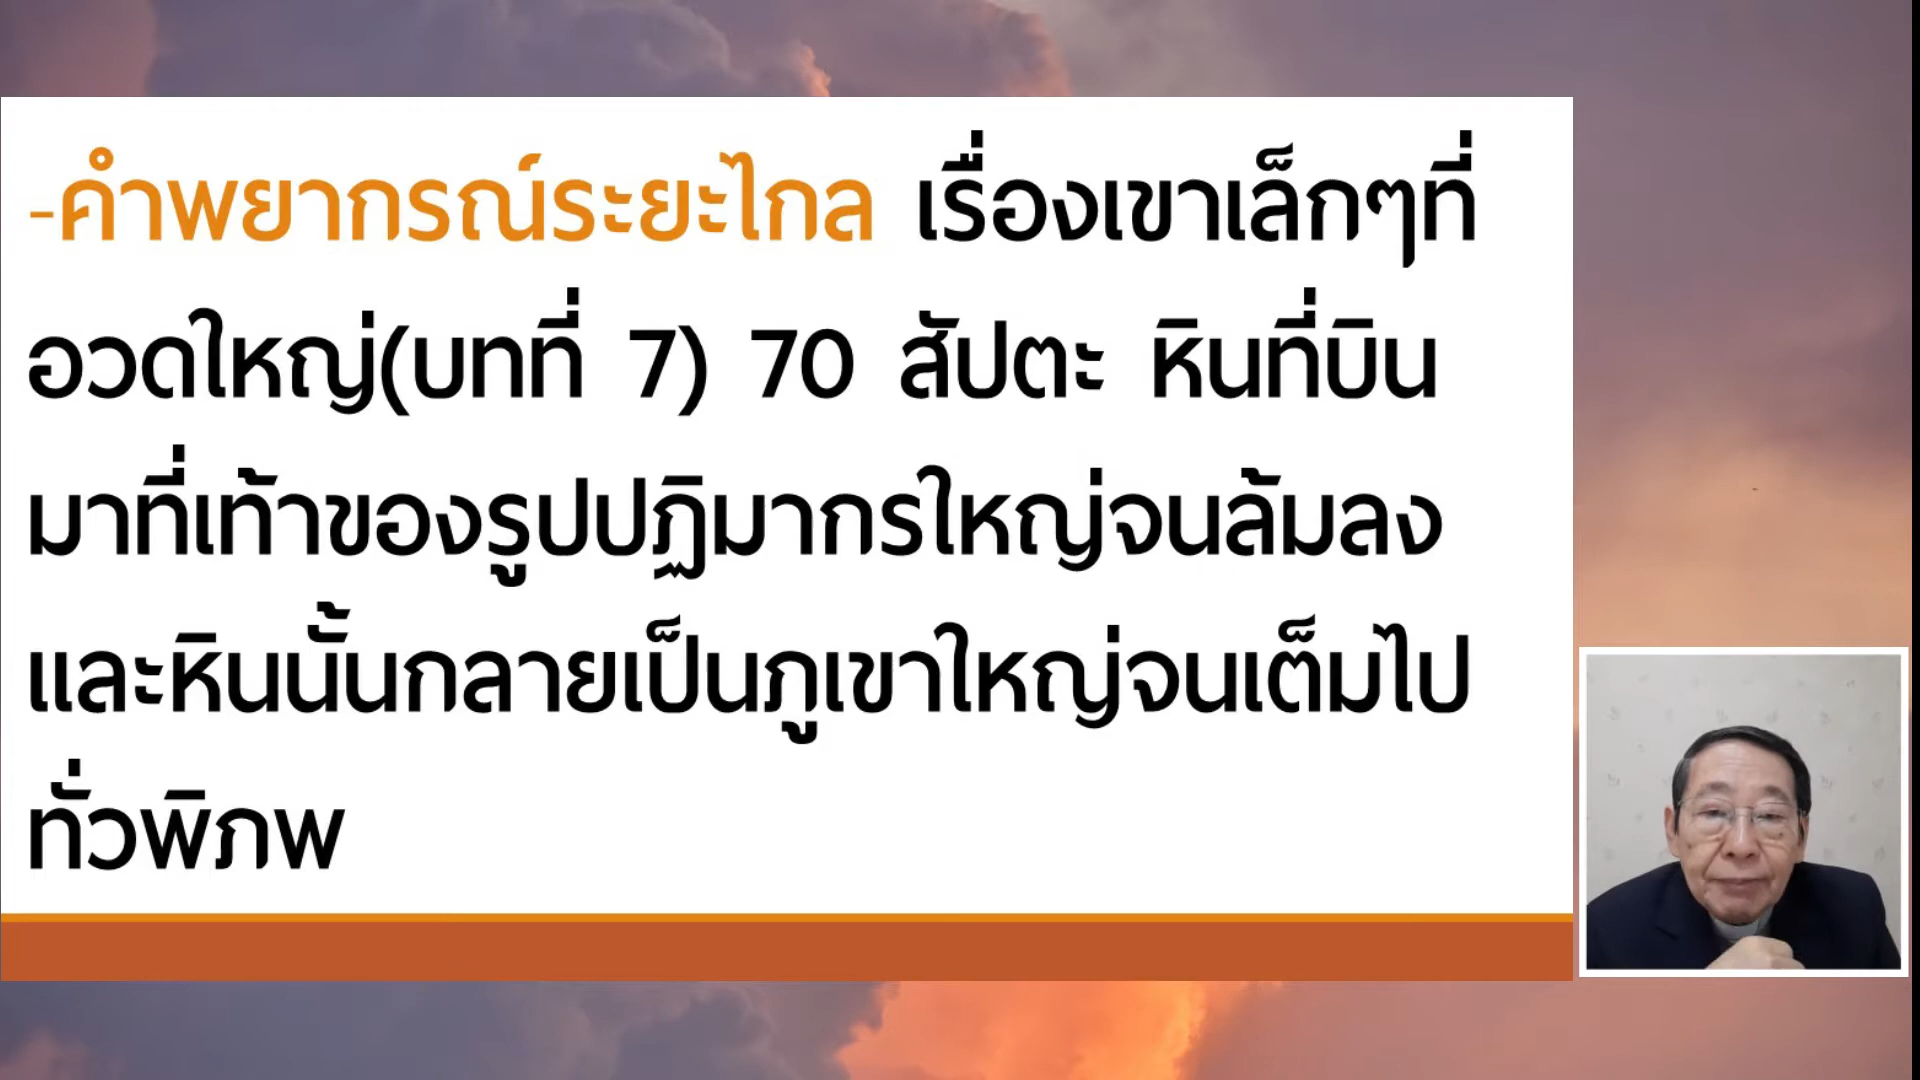 -คำพยากรณ์ระยะไกล เรื่องเขาเล็กๆที่
อวดใหญ่(บทที่ 7) 70 สัปตะ หินที่บิน
มาที่เท้าของรูปปฏิมากรใหญ่จนล้มลง
และหินนั้นกลายเป็นภูเขาใหญ่จนเต็มไป
ทั่วพิภพ